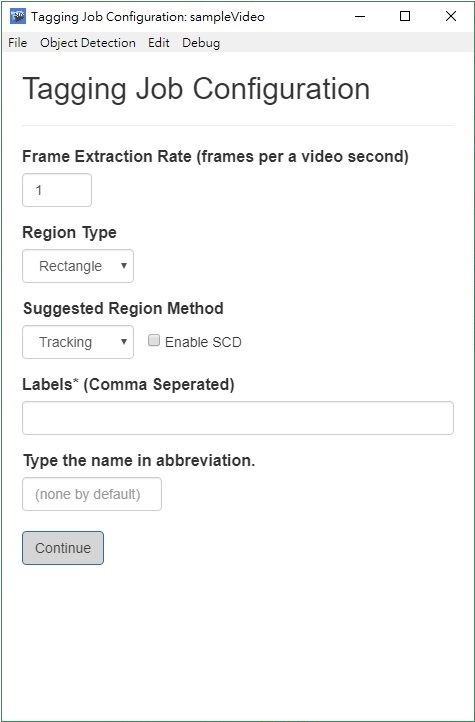 Tagging Job Configuration: sampleVideo
File Object Detection Edit Debug
Tagging Job Configuration
Frame Extraction Rate (frames per a video second)
1
Region Type
Rectangle
Suggested Region Method
Tracking Enable SCD
Labels* (Comma Seperated)
Type the name in abbreviation.
(none by default)
Continue